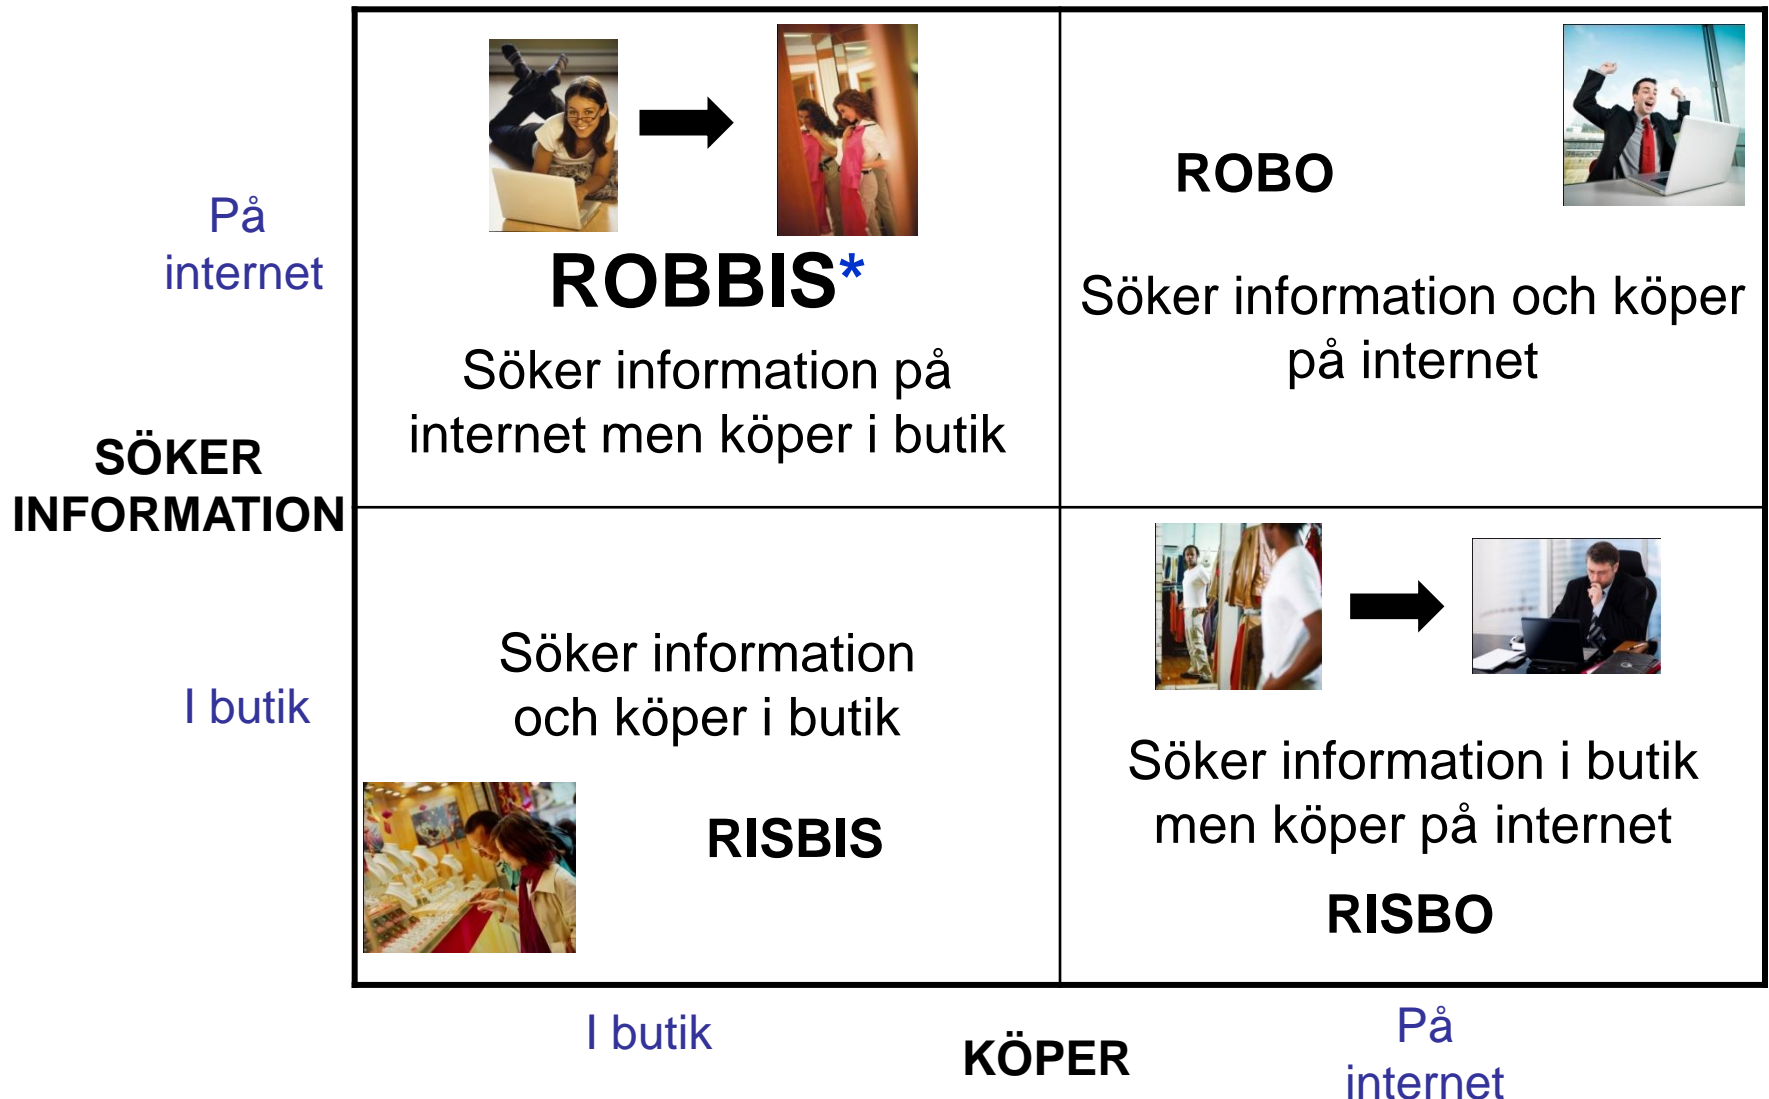 På
internet
SÖKER
INFORMATION
I butik
ROBBIS*
Söker information på
internet men köper i butik
ROBO
Söker information och köper
på internet
Söker information
och köper i butik
RISBIS
Söker information i butik
men köper på internet
RISBO
I butik
KÖPER
På
internet